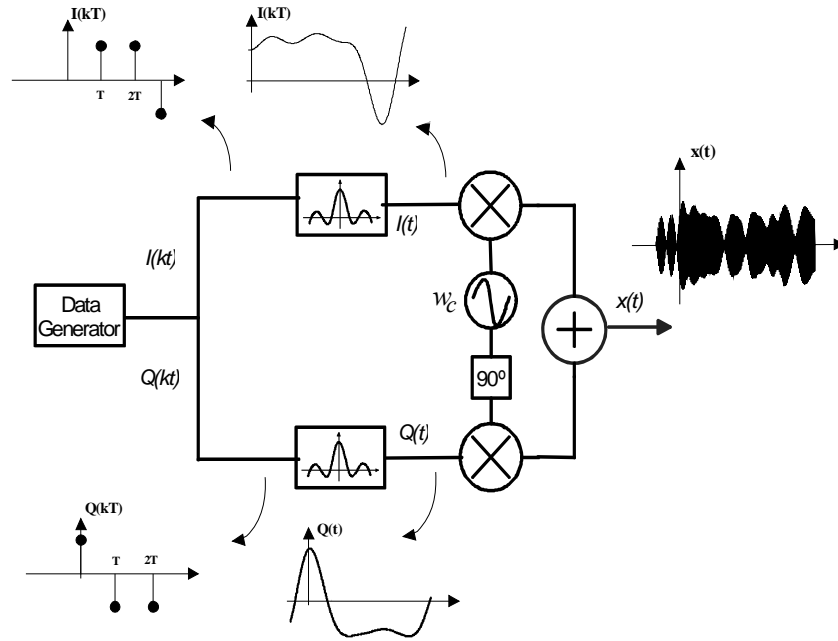 I(kT)
T
2T
I(kT)
x(t)
I(t)
I(kt)
w_c
x(t)
Data
Generator
Q(kt)
90º
Q(t)
Q(kT)
T
2T
Q(t)